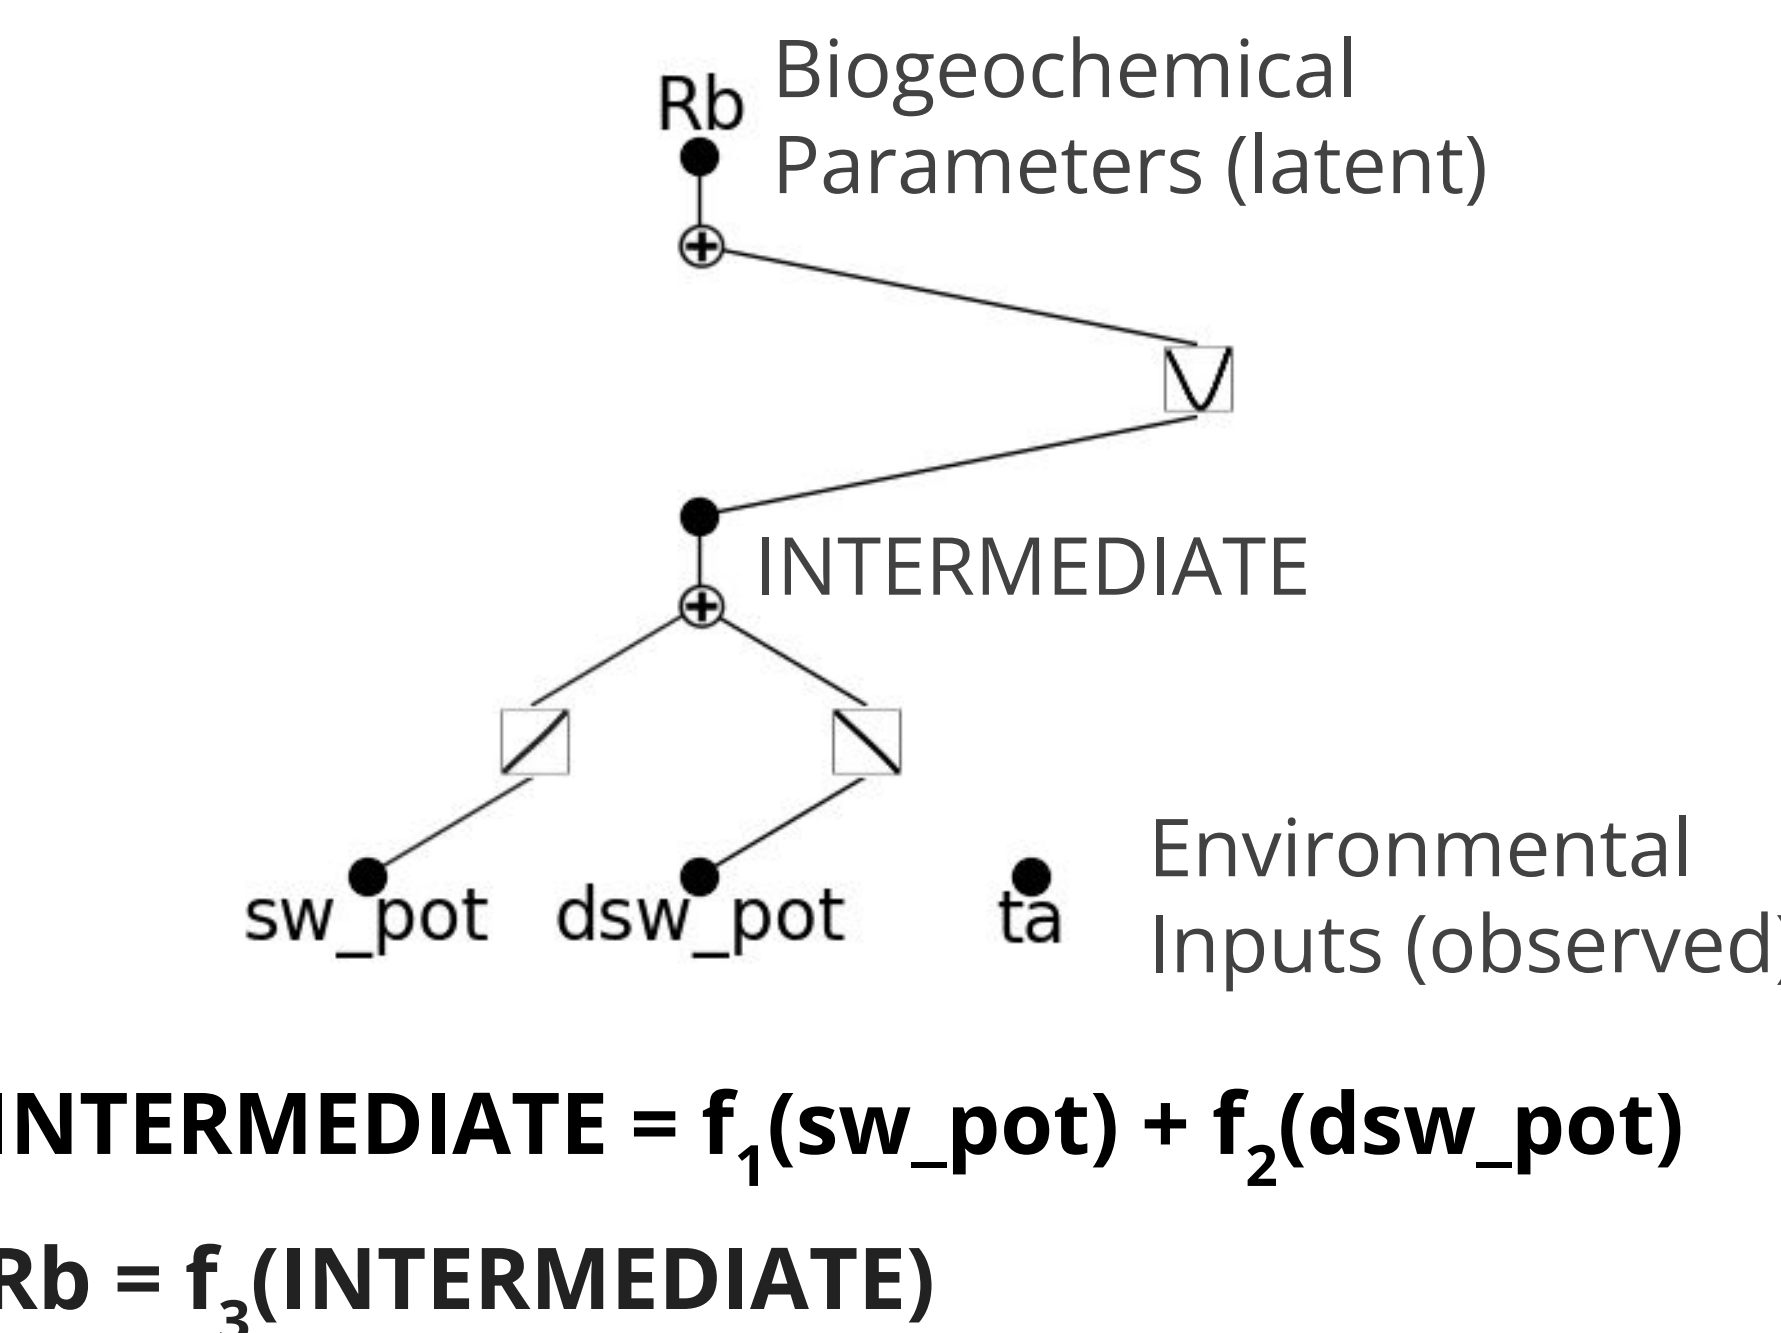 Biogeochemical
Rb
Parameters (latent)
INTERMEDIATE
Environmental
sw_pot dsw_pot ta
Inputs (observed)
INTERMEDIATE = f1(sw_pot) + f2(dsw_pot)
Rb = f3(INTERMEDIATE)